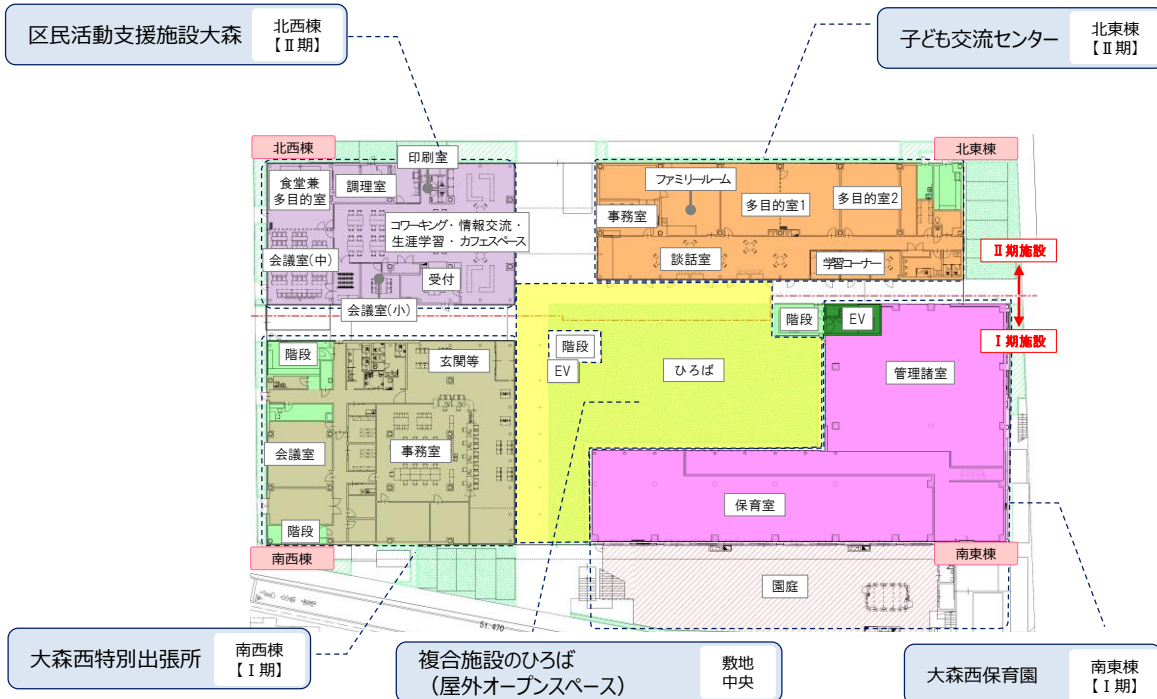 区民活動支援施設大森
北西棟
【Ⅱ期】
子ども交流センター
北東棟
【Ⅱ期】
北西棟
印刷室
食堂兼
多目的室
調理室
コワーキング・情報交流・
生涯学習・カフェスペース
会議室(中)
受付
会議室(小)
北東棟
ファミリールーム
事務室
多目的室1
多目的室2
談話室
学習コーナー
Ⅱ期施設
Ⅰ期施設
階段
EV
階段
EV
ひろば
管理諸室
保育室
階段
玄関等
会議室
事務室
階段
南西棟
南東棟
園庭
51.470
大森西特別出張所
南西棟
【Ⅰ期】
複合施設のひろば
(屋外オープンスペース)
敷地
中央
大森西保育園
南東棟
【Ⅰ期】